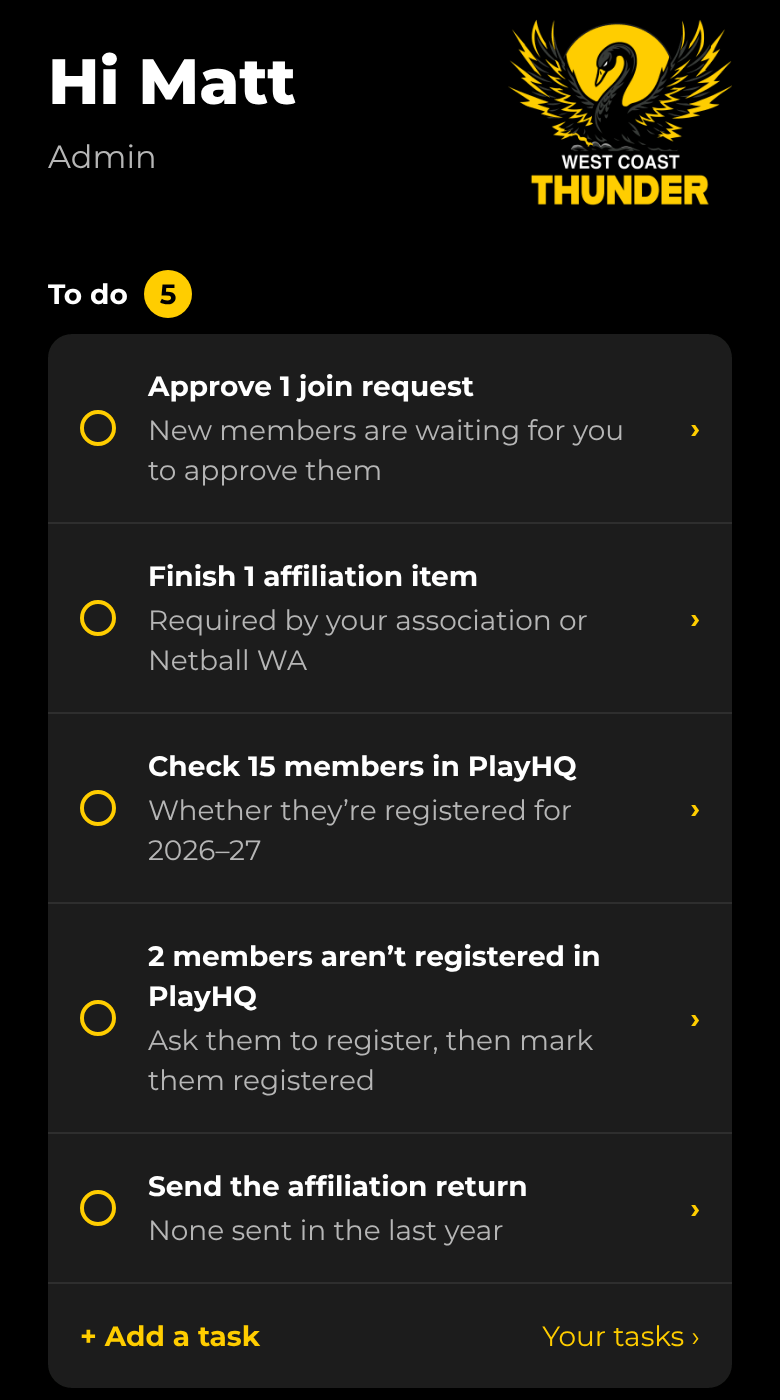 Hi Matt
Admin
WEST COAST
THUNDER
To do 5
Approve 1 join request
New members are waiting for you
to approve them
›
Finish 1 affiliation item
Required by your association or
Netball WA
›
Check 15 members in PlayHQ
Whether they’re registered for
2026–27
›
2 members aren’t registered in
PlayHQ
Ask them to register, then mark
them registered
›
Send the affiliation return
None sent in the last year
›
+ Add a task
Your tasks ›